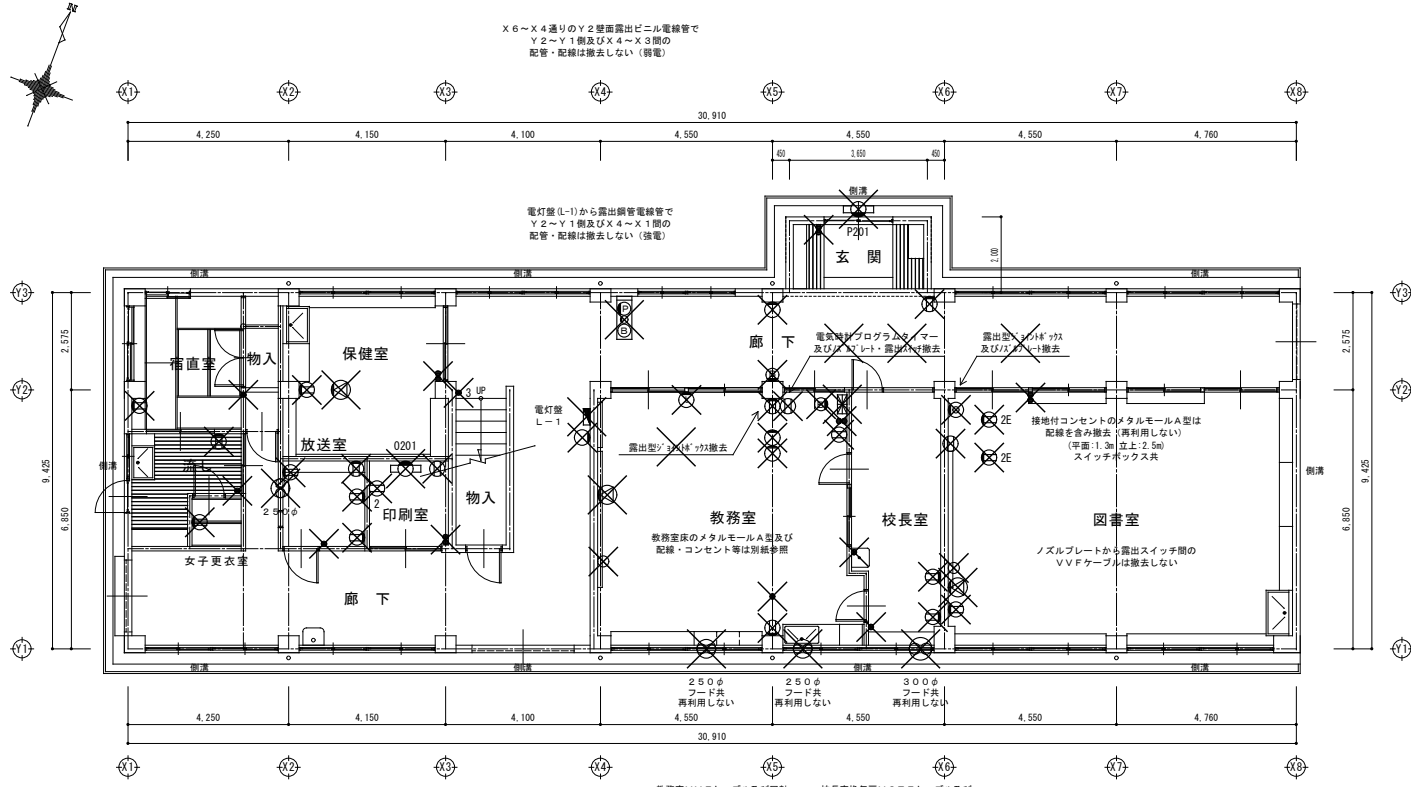 N
X6～X4通りのY2壁面露出ビニル電線管で
Y2～Y1側及びX4～X3間の
配管・配線は撤去しない（弱電）
X1 X2 X3 X4 X5 X6 X7 X8
30,910
4,250 4,150 4,100 4,550 4,550 4,550 4,760
450 3,650 450
側溝
電灯盤(L-1)から露出鋼管電線管で
Y2～Y1側及びX4～X1間の
配管・配線は撤去しない（強電）
P201
玄 関
2,000
側溝 側溝 側溝
Y3 Y3
P
B
2,575 2,575
廊 下
電気時計プログラムタイマー
及びﾉｽﾞﾙﾌﾟﾚｰﾄ・露出ｽｲｯﾁ撤去
露出型ｼﾞｮｲﾝﾄﾎﾞｯｸｽ
及びﾉｽﾞﾙﾌﾟﾚｰﾄ撤去
宿直室
物入
保健室
Y2 Y2
3 UP
電灯盤
L-1
放送室
0201
露出型ｼﾞｮｲﾝﾄﾎﾞｯｸｽ撤去
2E
2E
接地付コンセントのメタルモールA型は
配線を含み撤去（再利用しない）
(平面:1.3m 立上:2.5m)
スイッチボックス共
側溝
側溝
9,425 6,850
6,850 9,425
250φ
2
印刷室
物入
教務室
校長室
図書室
教務室床のメタルモールA型及び
配線・コンセント等は別紙参照
ノズルプレートから露出スイッチ間の
VVFケーブルは撤去しない
女子更衣室
廊 下
Y1 Y1
側溝 側溝 側溝 側溝
250φ
フード共
再利用しない
250φ
フード共
再利用しない
300φ
フード共
再利用しない
4,250 4,150 4,100 4,550 4,550 4,550 4,760
30,910
X1 X2 X3 X4 X5 X6 X7 X8